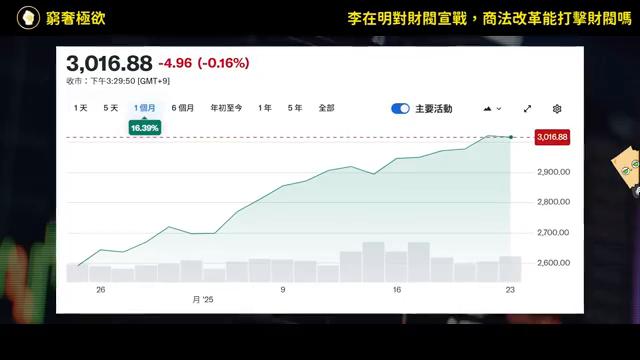 窮奢極欲
李在明對財閥宣戰，商法改革能打擊財閥嗎
3,016.88 -4.96 (-0.16%)
收市：下午3:29:50 [GMT+9]
1 天 5 天 1 個月 6 個月 年初至今 1 年 5 年 全部 主要活動
16.39%
3,016.88
2,900.00
2,800.00
2,700.00
2,600.00
26 月 '25 9 16 23